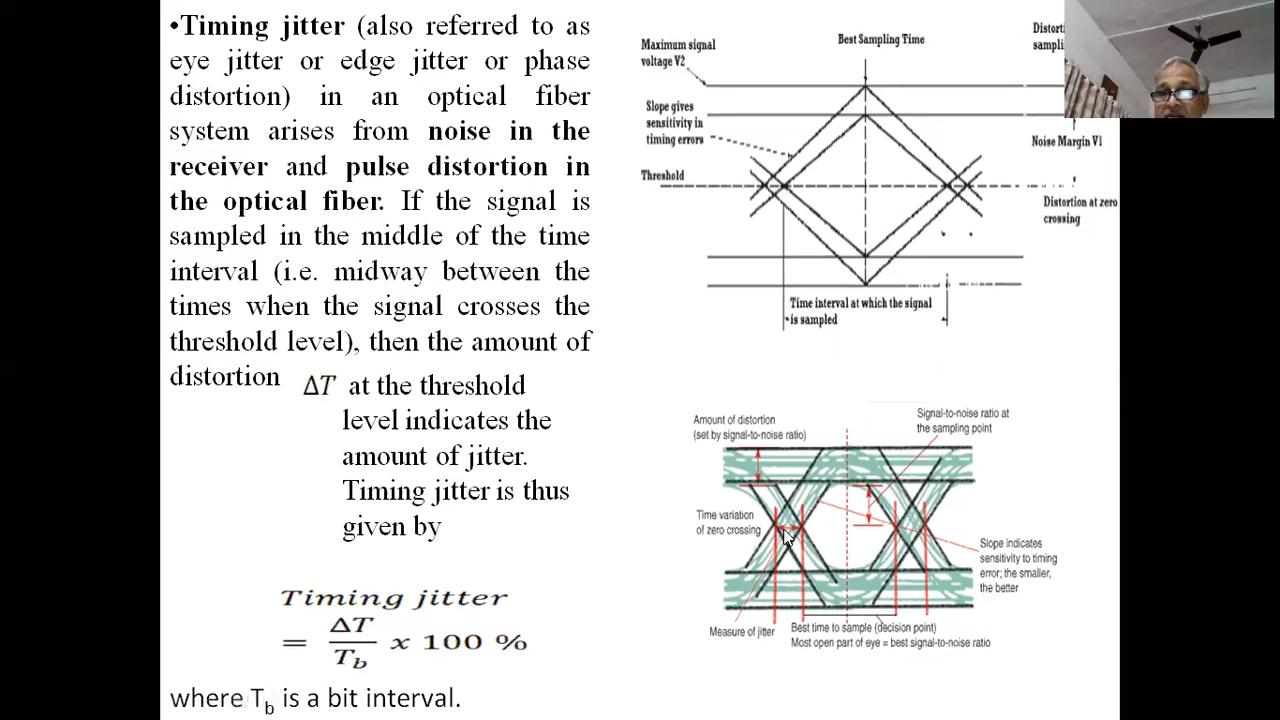 •Timing jitter (also referred to as
eye jitter or edge jitter or phase
distortion) in an optical fiber
system arises from noise in the
receiver and pulse distortion in
the optical fiber. If the signal is
sampled in the middle of the time
interval (i.e. midway between the
times when the signal crosses the
threshold level), then the amount of
distortion ΔT at the threshold
level indicates the
amount of jitter.
Timing jitter is thus
given by
Timing jitter
= ΔT/T_b x 100 %
where T_b is a bit interval.
Best Sampling Time
Distorti
sampli
Maximum signal
voltage V2
Slope gives
sensitivity in
timing errors
Noise Margin V1
Threshold
Distortion at zero
crossing
Time interval at which the signal
is sampled
Amount of distortion
(set by signal-to-noise ratio)
Signal-to-noise ratio at
the sampling point
Time variation
of zero crossing
Slope indicates
sensitivity to timing
error; the smaller,
the better
Measure of jitter
Best time to sample (decision point)
Most open part of eye = best signal-to-noise ratio